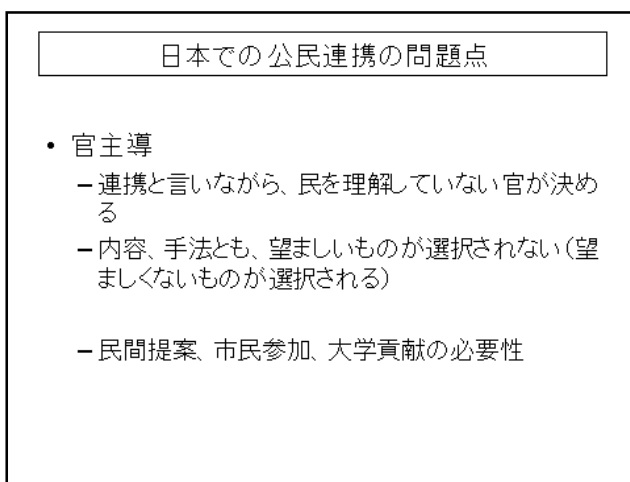 日本での公民連携の問題点
• 官主導
– 連携と言いながら、民を理解していない官が決め
る
– 内容、手法とも、望ましいものが選択されない(望
ましくないものが選択される)
– 民間提案、市民参加、大学貢献の必要性